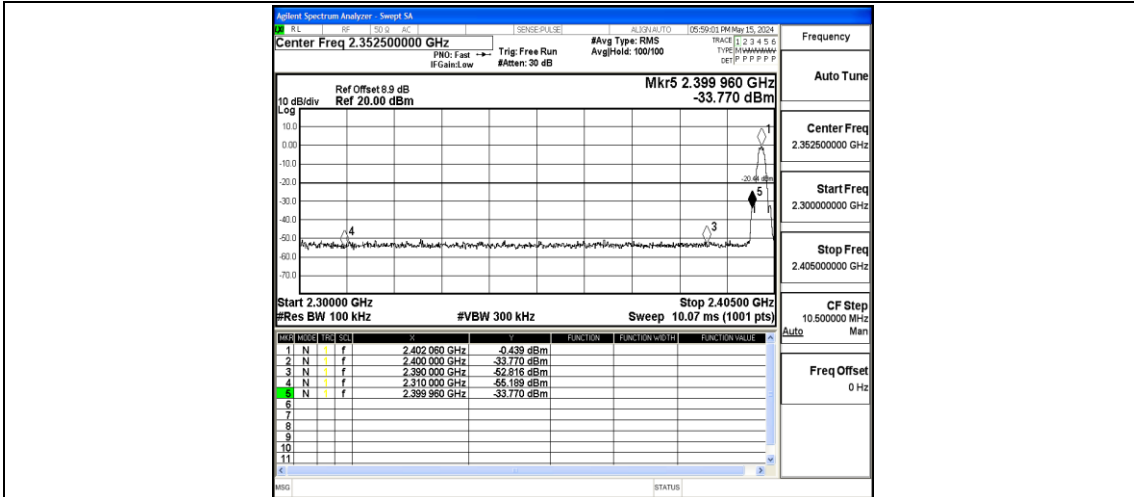 Agilent Spectrum Analyzer - Swept SA
RL RF 50 Ω AC SENSE:PULSE ALIGN AUTO 05:59:01 PM May 15, 2024
Center Freq 2.352500000 GHz #Avg Type: RMS TRACE 1 2 3 4 5 6
PNO: Fast Trig: Free Run Avg|Hold: 100/100 TYPE M
IFGain:Low #Atten: 30 dB DET P P P P P P
Mkr5 2.399 960 GHz
Ref Offset 8.9 dB
10 dB/div Ref 20.00 dBm -33.770 dBm
Log
10.0
0.00
-10.0
-20.0
-30.0
-40.0
-50.0
-60.0
-70.0
1
-20.44 dBm
5
3
4
Start 2.30000 GHz Stop 2.40500 GHz
#Res BW 100 kHz #VBW 300 kHz Sweep 10.07 ms (1001 pts)
MKR MODE TRC SCL X Y FUNCTION FUNCTION WIDTH FUNCTION VALUE
1 N 1 f 2.402 060 GHz -0.439 dBm
2 N 1 f 2.400 000 GHz -33.770 dBm
3 N 1 f 2.390 000 GHz -52.816 dBm
4 N 1 f 2.310 000 GHz -55.189 dBm
5 N 1 f 2.399 960 GHz -33.770 dBm
6
7
8
9
10
11
MSG STATUS
Frequency
Auto Tune
Center Freq
2.352500000 GHz
Start Freq
2.300000000 GHz
Stop Freq
2.405000000 GHz
CF Step
10.500000 MHz
Auto Man
Freq Offset
0 Hz